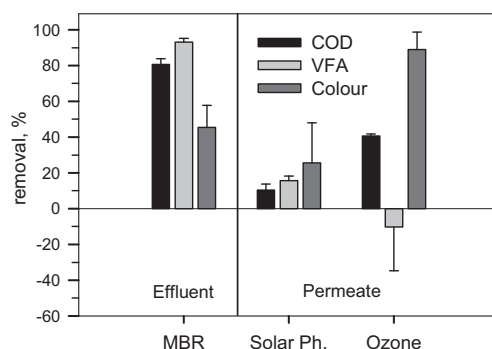 removal, %
100
80
60
40
20
0
-20
-40
-60
COD
VFA
Colour
Effluent
Permeate
MBR
Solar Ph.
Ozone